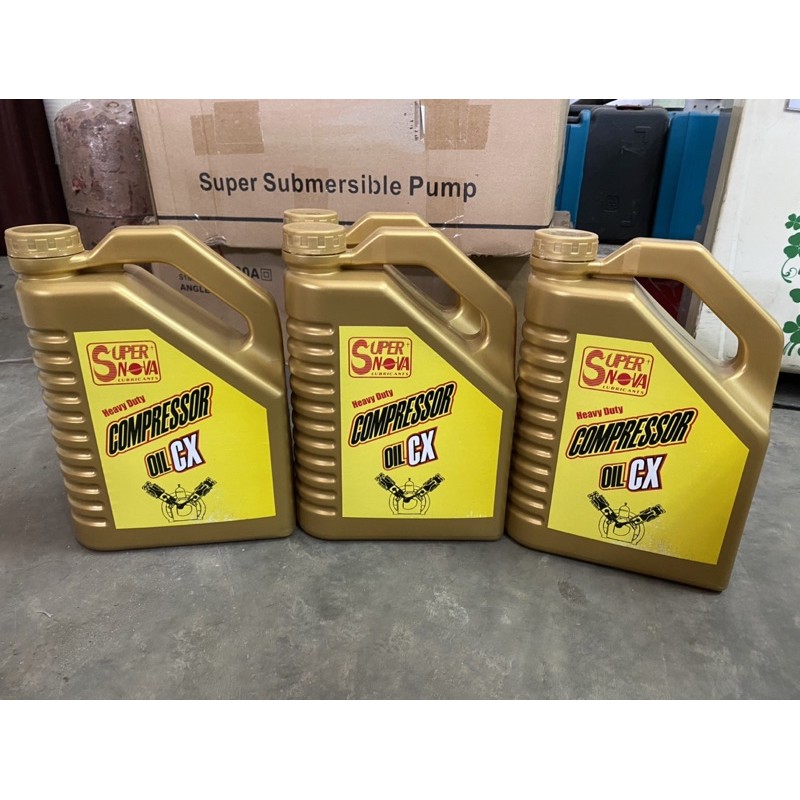 Super Submersible Pump
ANGLE
SUPER
NOVA
LUBRICANTS
Heavy Duty
COMPRESSOR
OIL CX
SUPER
NOVA
LUBRICANTS
Heavy Duty
COMPRESSOR
OIL CX
SUPER
NOVA
LUBRICANTS
Heavy Duty
COMPRESSOR
OIL CX